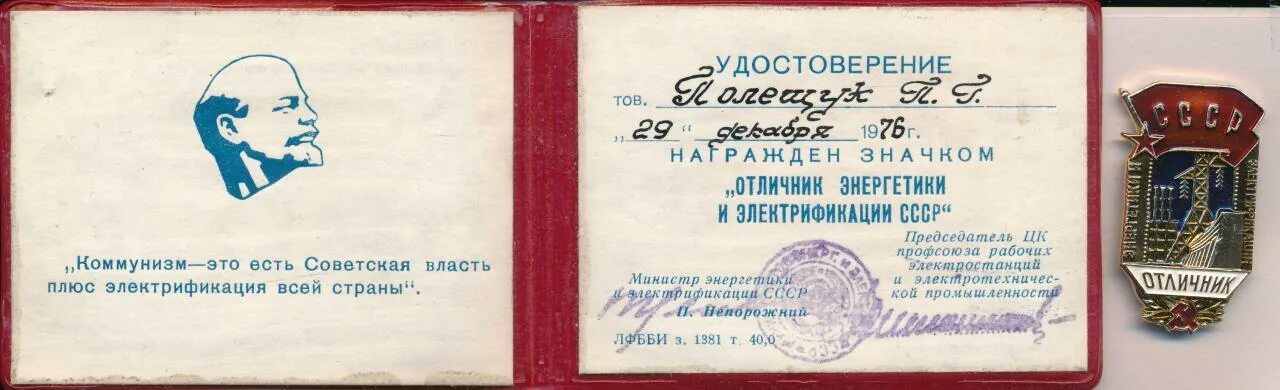 „Коммунизм—это есть Советская власть
плюс электрификация всей страны".
УДОСТОВЕРЕНИЕ
тов. Полещук П. Г.
„29" декабря 1976 г.
НАГРАЖДЕН ЗНАЧКОМ
„ОТЛИЧНИК ЭНЕРГЕТИКИ
И ЭЛЕКТРИФИКАЦИИ СССР"
Министр энергетики
и электрификации СССР
П. Непорожний
Председатель ЦК
профсоюза рабочих
электростанций
и электротехничес-
кой промышленности
ЛФББИ з. 1381 т. 40,0
СССР
ЭНЕРГЕТИКИ И
ОТЛИЧНИК